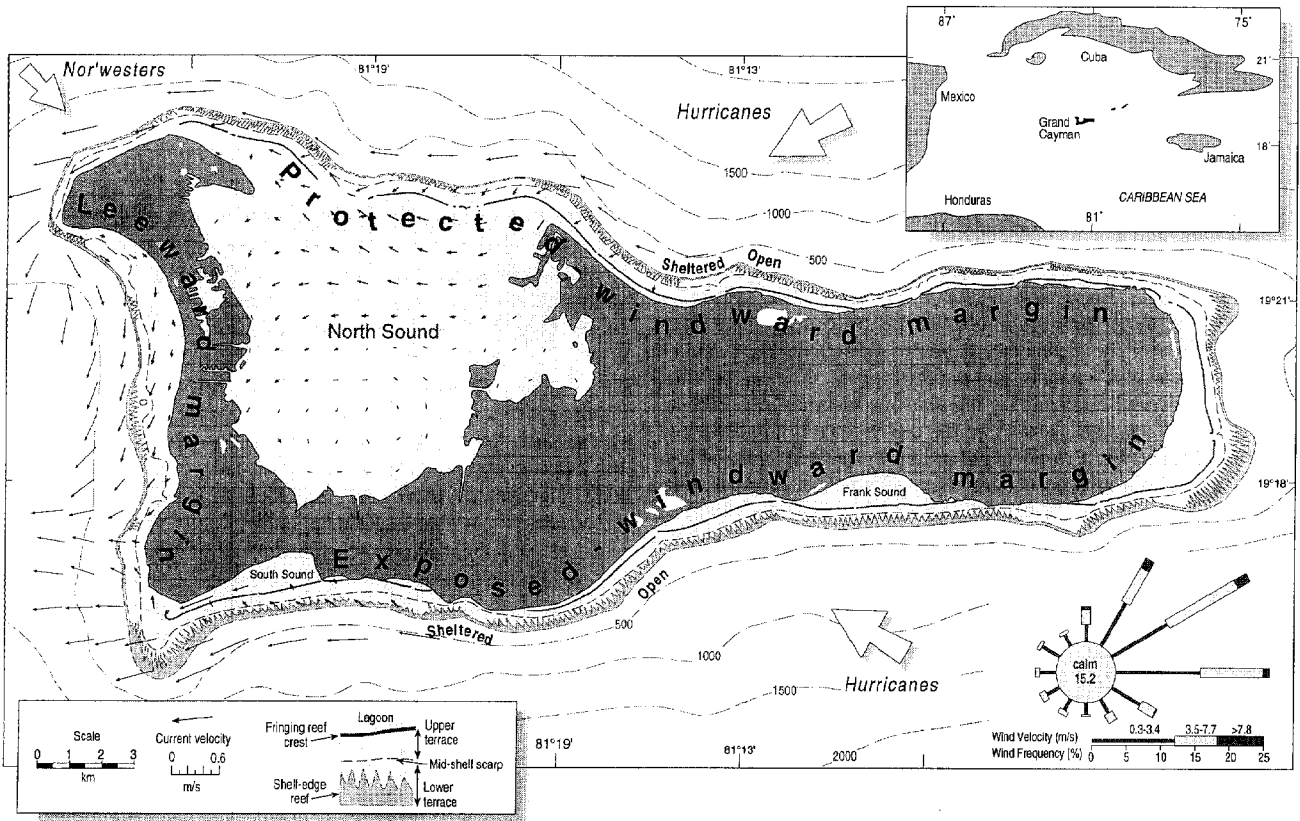 87°
75°
Cuba
21°
Mexico
Grand
Cayman
18°
Jamaica
Honduras
81°
CARIBBEAN SEA
Nor'westers
81°19'
81°13'
Hurricanes
1500
1000
500
Protected windward margin
Sheltered
Open
Leeward margin
North Sound
19°21'
19°18'
Frank Sound
South Sound
Exposed-windward margin
Sheltered
Open
500
1000
1500
2000
Hurricanes
calm
15.2
Wind Velocity (m/s)
0.3-3.4
3.5-7.7
>7.8
Wind Frequency [%)
0
5
10
15
20
25
81°19'
81°13'
Scale
0
1
2
3
km
Current velocity
0
0.6
m/s
Lagoon
Fringing reef
crest
Upper
terrace
Mid-shelf scarp
Shelf-edge
reef
Lower
terrace